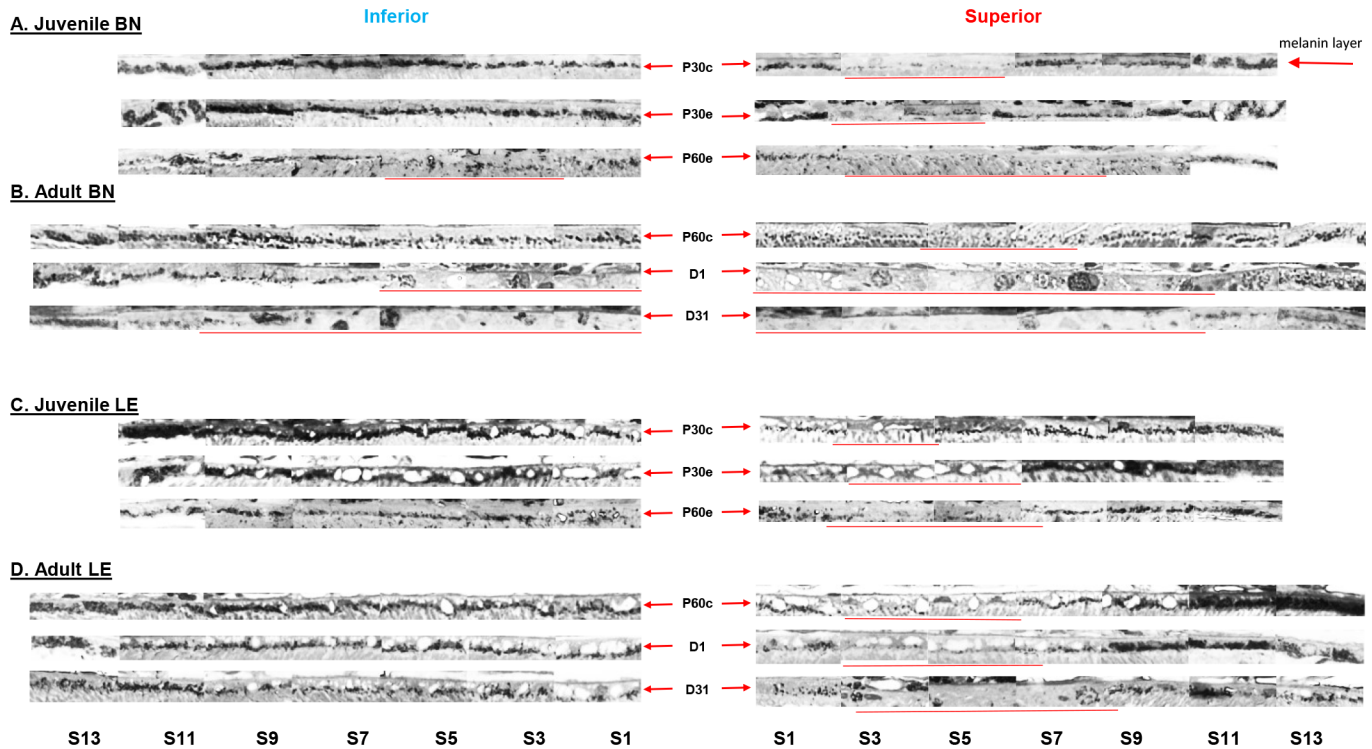 Inferior
Superior
A. Juvenile BN
melanin layer
P30c
P30e
P60e
B. Adult BN
P60c
D1
D31
C. Juvenile LE
P30c
P30e
P60e
D. Adult LE
P60c
D1
D31
S13 S11 S9 S7 S5 S3 S1 S1 S3 S5 S7 S9 S11 S13